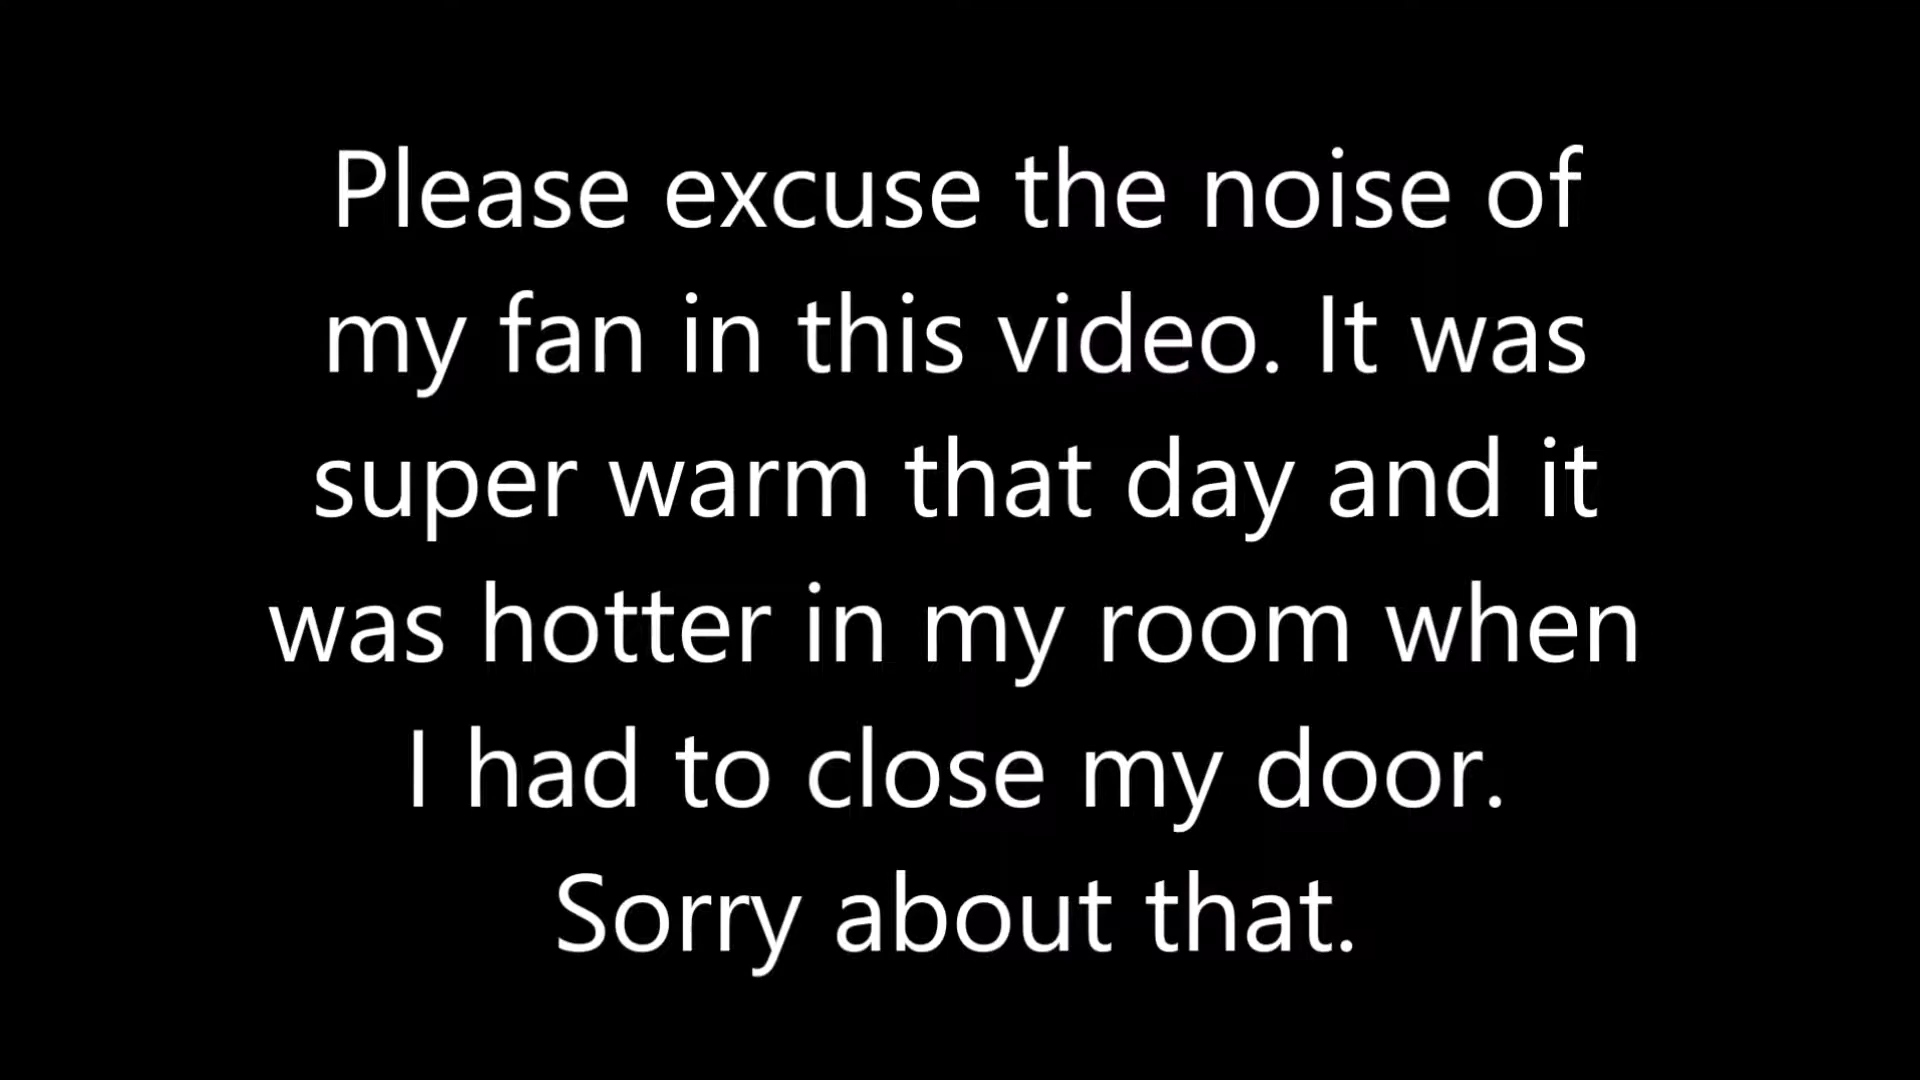 Please excuse the noise of
my fan in this video. It was
super warm that day and it
was hotter in my room when
I had to close my door.
Sorry about that.